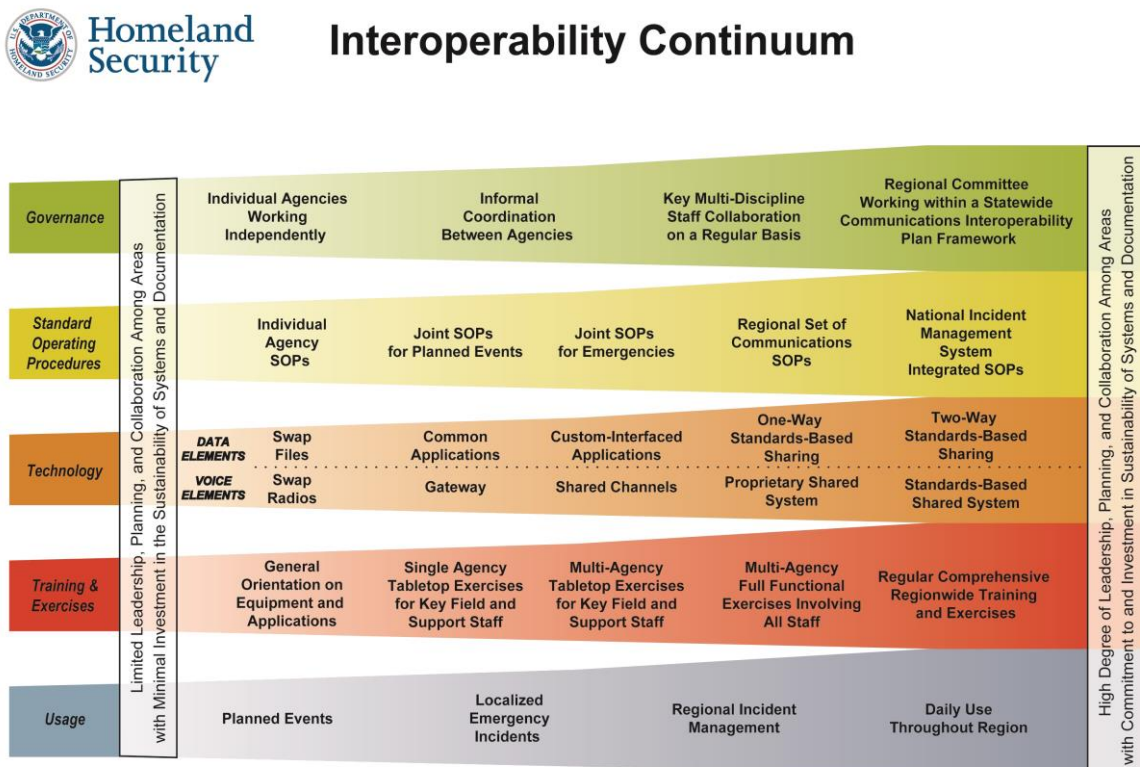 U.S. DEPARTMENT OF
HOMELAND SECURITY
Homeland
Security
Interoperability Continuum
Limited Leadership, Planning, and Collaboration Among Areas
with Minimal Investment in the Sustainability of Systems and Documentation
Governance
Individual Agencies
Working
Independently
Informal
Coordination
Between Agencies
Key Multi-Discipline
Staff Collaboration
on a Regular Basis
Regional Committee
Working within a Statewide
Communications Interoperability
Plan Framework
Standard
Operating
Procedures
Individual
Agency
SOPs
Joint SOPs
for Planned Events
Joint SOPs
for Emergencies
Regional Set of
Communications
SOPs
National Incident
Management
System
Integrated SOPs
Technology
DATA
ELEMENTS
Swap
Files
Common
Applications
Custom-Interfaced
Applications
One-Way
Standards-Based
Sharing
Two-Way
Standards-Based
Sharing
VOICE
ELEMENTS
Swap
Radios
Gateway
Shared Channels
Proprietary Shared
System
Standards-Based
Shared System
Training &
Exercises
General
Orientation on
Equipment and
Applications
Single Agency
Tabletop Exercises
for Key Field and
Support Staff
Multi-Agency
Tabletop Exercises
for Key Field and
Support Staff
Multi-Agency
Full Functional
Exercises Involving
All Staff
Regular Comprehensive
Regionwide Training
and Exercises
Usage
Planned Events
Localized
Emergency
Incidents
Regional Incident
Management
Daily Use
Throughout Region
High Degree of Leadership, Planning, and Collaboration Among Areas
with Commitment to and Investment in Sustainability of Systems and Documentation